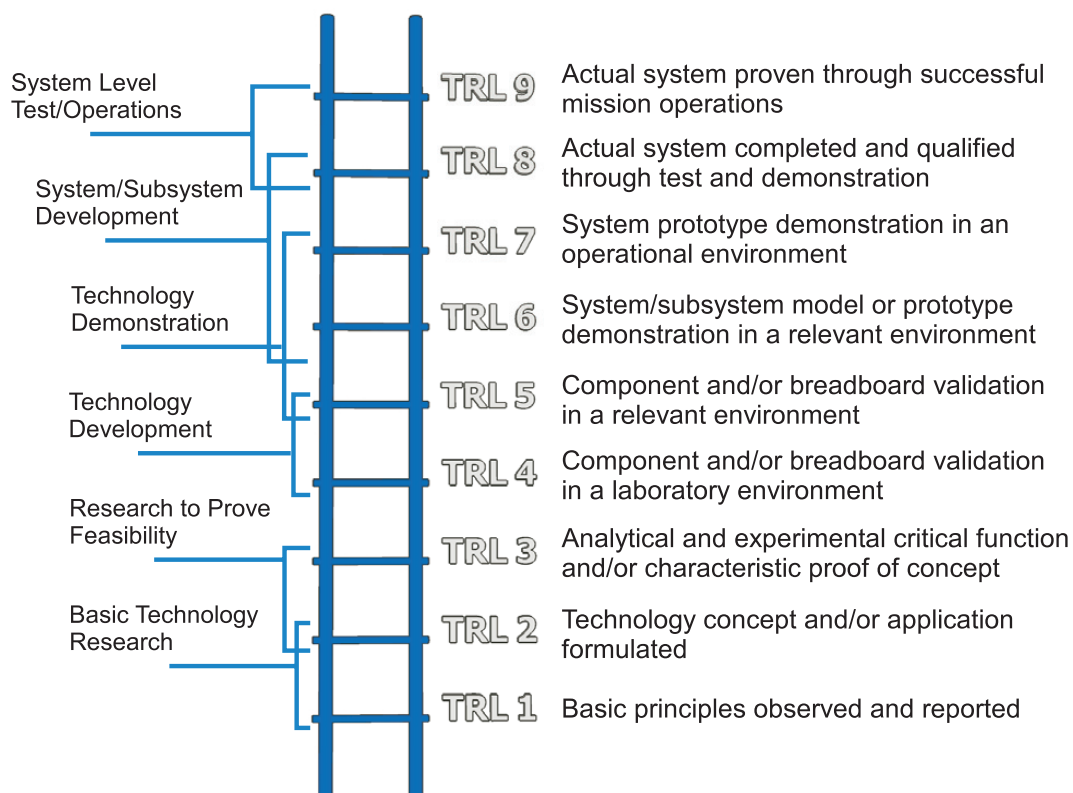 System Level
Test/Operations
System/Subsystem
Development
Technology
Demonstration
Technology
Development
Research to Prove
Feasibility
Basic Technology
Research
TRL 9
Actual system proven through successful
mission operations
TRL 8
Actual system completed and qualified
through test and demonstration
TRL 7
System prototype demonstration in an
operational environment
TRL 6
System/subsystem model or prototype
demonstration in a relevant environment
TRL 5
Component and/or breadboard validation
in a relevant environment
TRL 4
Component and/or breadboard validation
in a laboratory environment
TRL 3
Analytical and experimental critical function
and/or characteristic proof of concept
TRL 2
Technology concept and/or application
formulated
TRL 1
Basic principles observed and reported